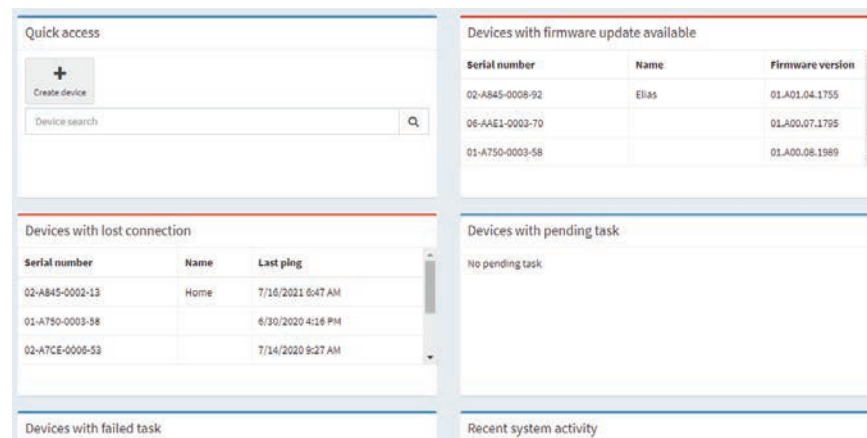 Quick access
+
Create device
Device search
Devices with firmware update available
Serial number Name Firmware version
02-A845-0008-92 Elias 01.A01.04.1755
06-AAE1-0003-70 01.A00.07.1795
01-A750-0003-58 01.A00.08.1989
Devices with lost connection
Serial number Name Last ping
02-A845-0002-13 Home 7/16/2021 6:47 AM
01-A750-0003-58 6/30/2020 4:16 PM
02-A7CE-0006-53 7/14/2020 9:27 AM
Devices with pending task
No pending task
Devices with failed task
Recent system activity